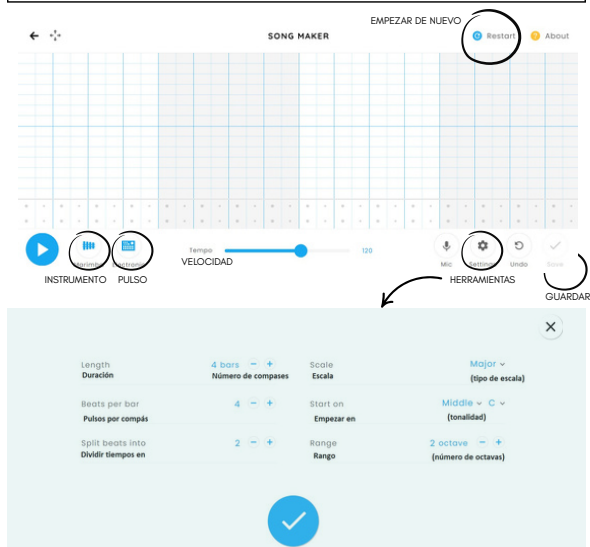 EMPEZAR DE NUEVO
SONG MAKER
Restart
About
Tempo
120
VELOCIDAD
Marimba
Electronic
Mic
Settings
Undo
Save
INSTRUMENTO
PULSO
HERRAMIENTAS
GUARDAR
Length
4 bars − +
Scale
Major
Duración
Número de compases
Escala
(tipo de escala)
Beats per bar
4 − +
Start on
Middle C
Pulsos por compás
Empezar en
(tonalidad)
Split beats into
2 − +
Range
2 octave − +
Dividir tiempos en
Rango
(número de octavas)